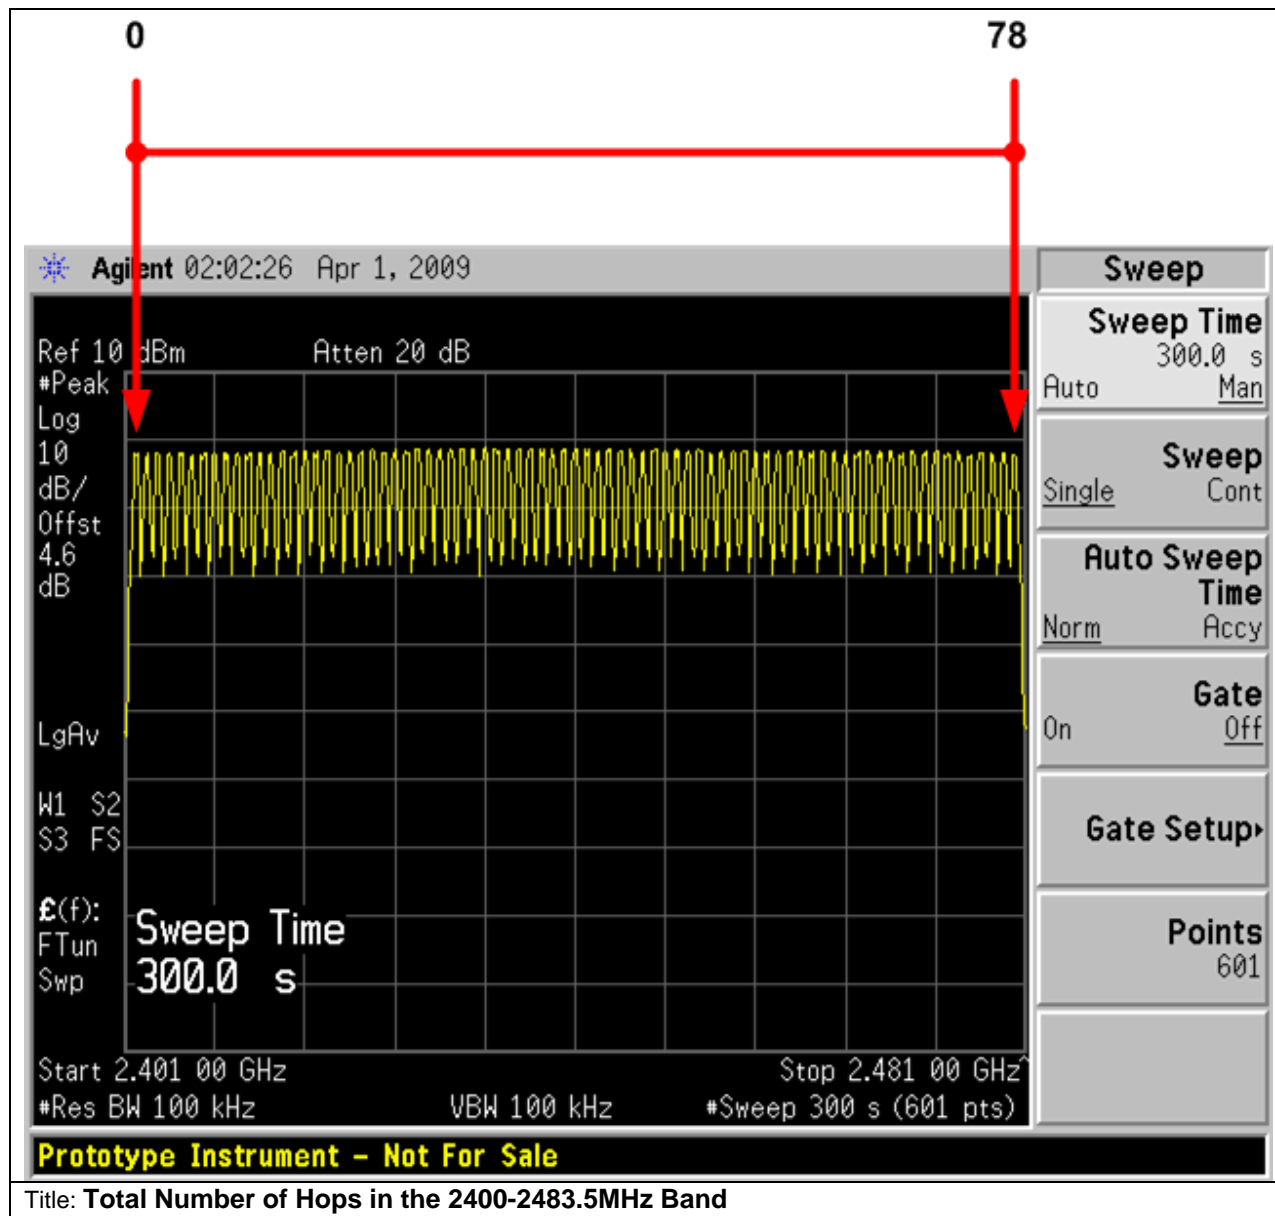 0 78
Agilent 02:02:26 Apr 1, 2009
Sweep
Ref 10 dBm Atten 20 dB
#Peak
Log
10
dB/
Offst
4.6
dB
LgAv
W1 S2
S3 FS
£(f):
FTun
Swp
Sweep Time
300.0 s
Start 2.401 00 GHz Stop 2.481 00 GHz^
#Res BW 100 kHz VBW 100 kHz #Sweep 300 s (601 pts)
Sweep Time
300.0 s
Auto Man
Sweep
Single Cont
Auto Sweep
Time
Norm Accy
Gate
On Off
Gate Setup▸
Points
601
Prototype Instrument - Not For Sale
Title: Total Number of Hops in the 2400-2483.5MHz Band